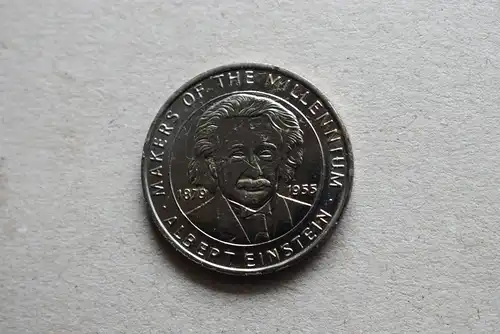 · MAKERS OF THE MILLENNIUM ·
1879 1955
ALBERT EINSTEIN